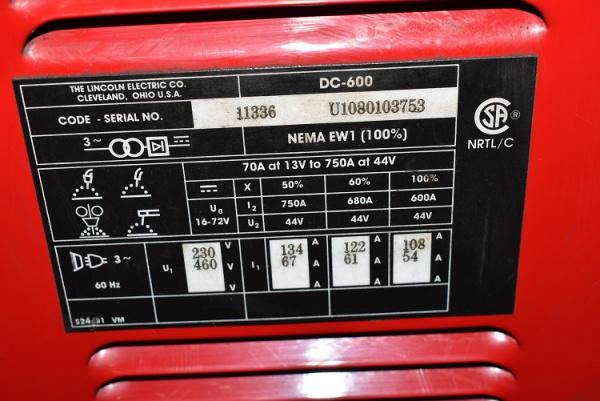 THE LINCOLN ELECTRIC CO.
CLEVELAND, OHIO U.S.A.
DC-600
CODE - SERIAL NO.
11336 U1080103753
3~
NEMA EW1 (100%)
SA ®
NRTL/C
70A at 13V to 750A at 44V
X 50% 60% 100%
U0 I2 750A 680A 600A
16-72V U2 44V 44V 44V
3~
60 Hz
U1 230 V I1 134 A 122 A 108 A
460 V 67 A 61 A 54 A
V A A A
VM